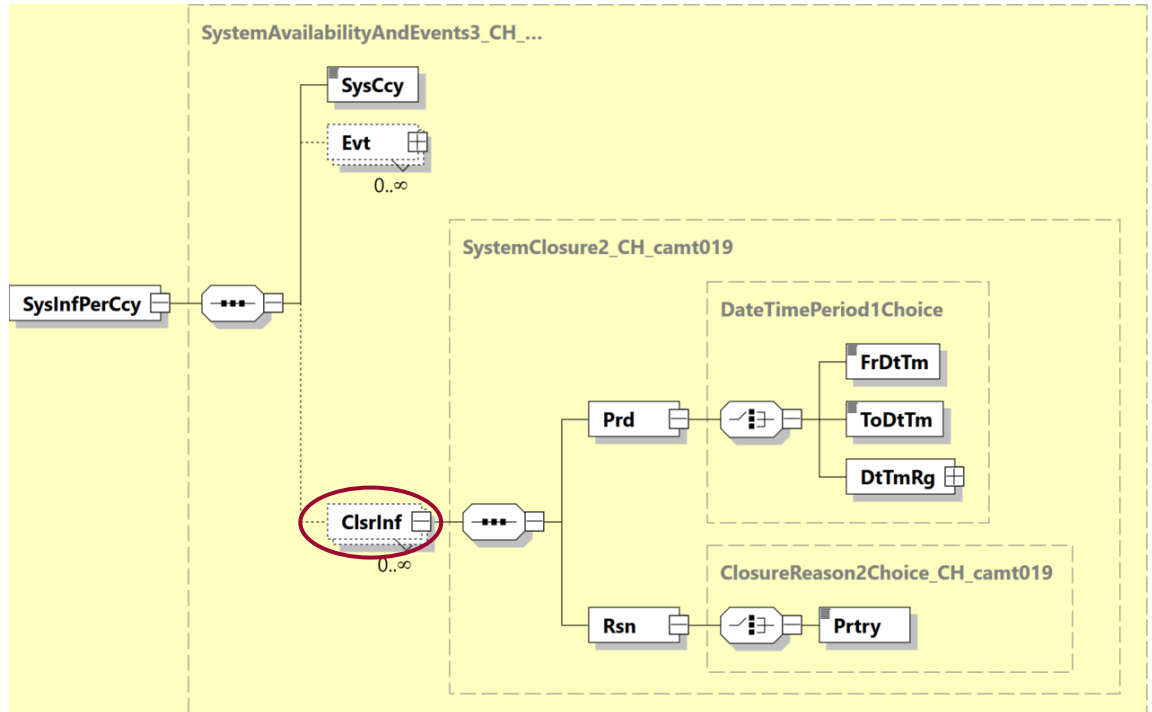 SystemAvailabilityAndEvents3_CH_...
SysCcy
Evt
0..∞
SystemClosure2_CH_camt019
DateTimePeriod1Choice
SysInfPerCcy
FrDtTm
Prd
ToDtTm
DtTmRg
ClsrInf
0..∞
ClosureReason2Choice_CH_camt019
Rsn
Prtry